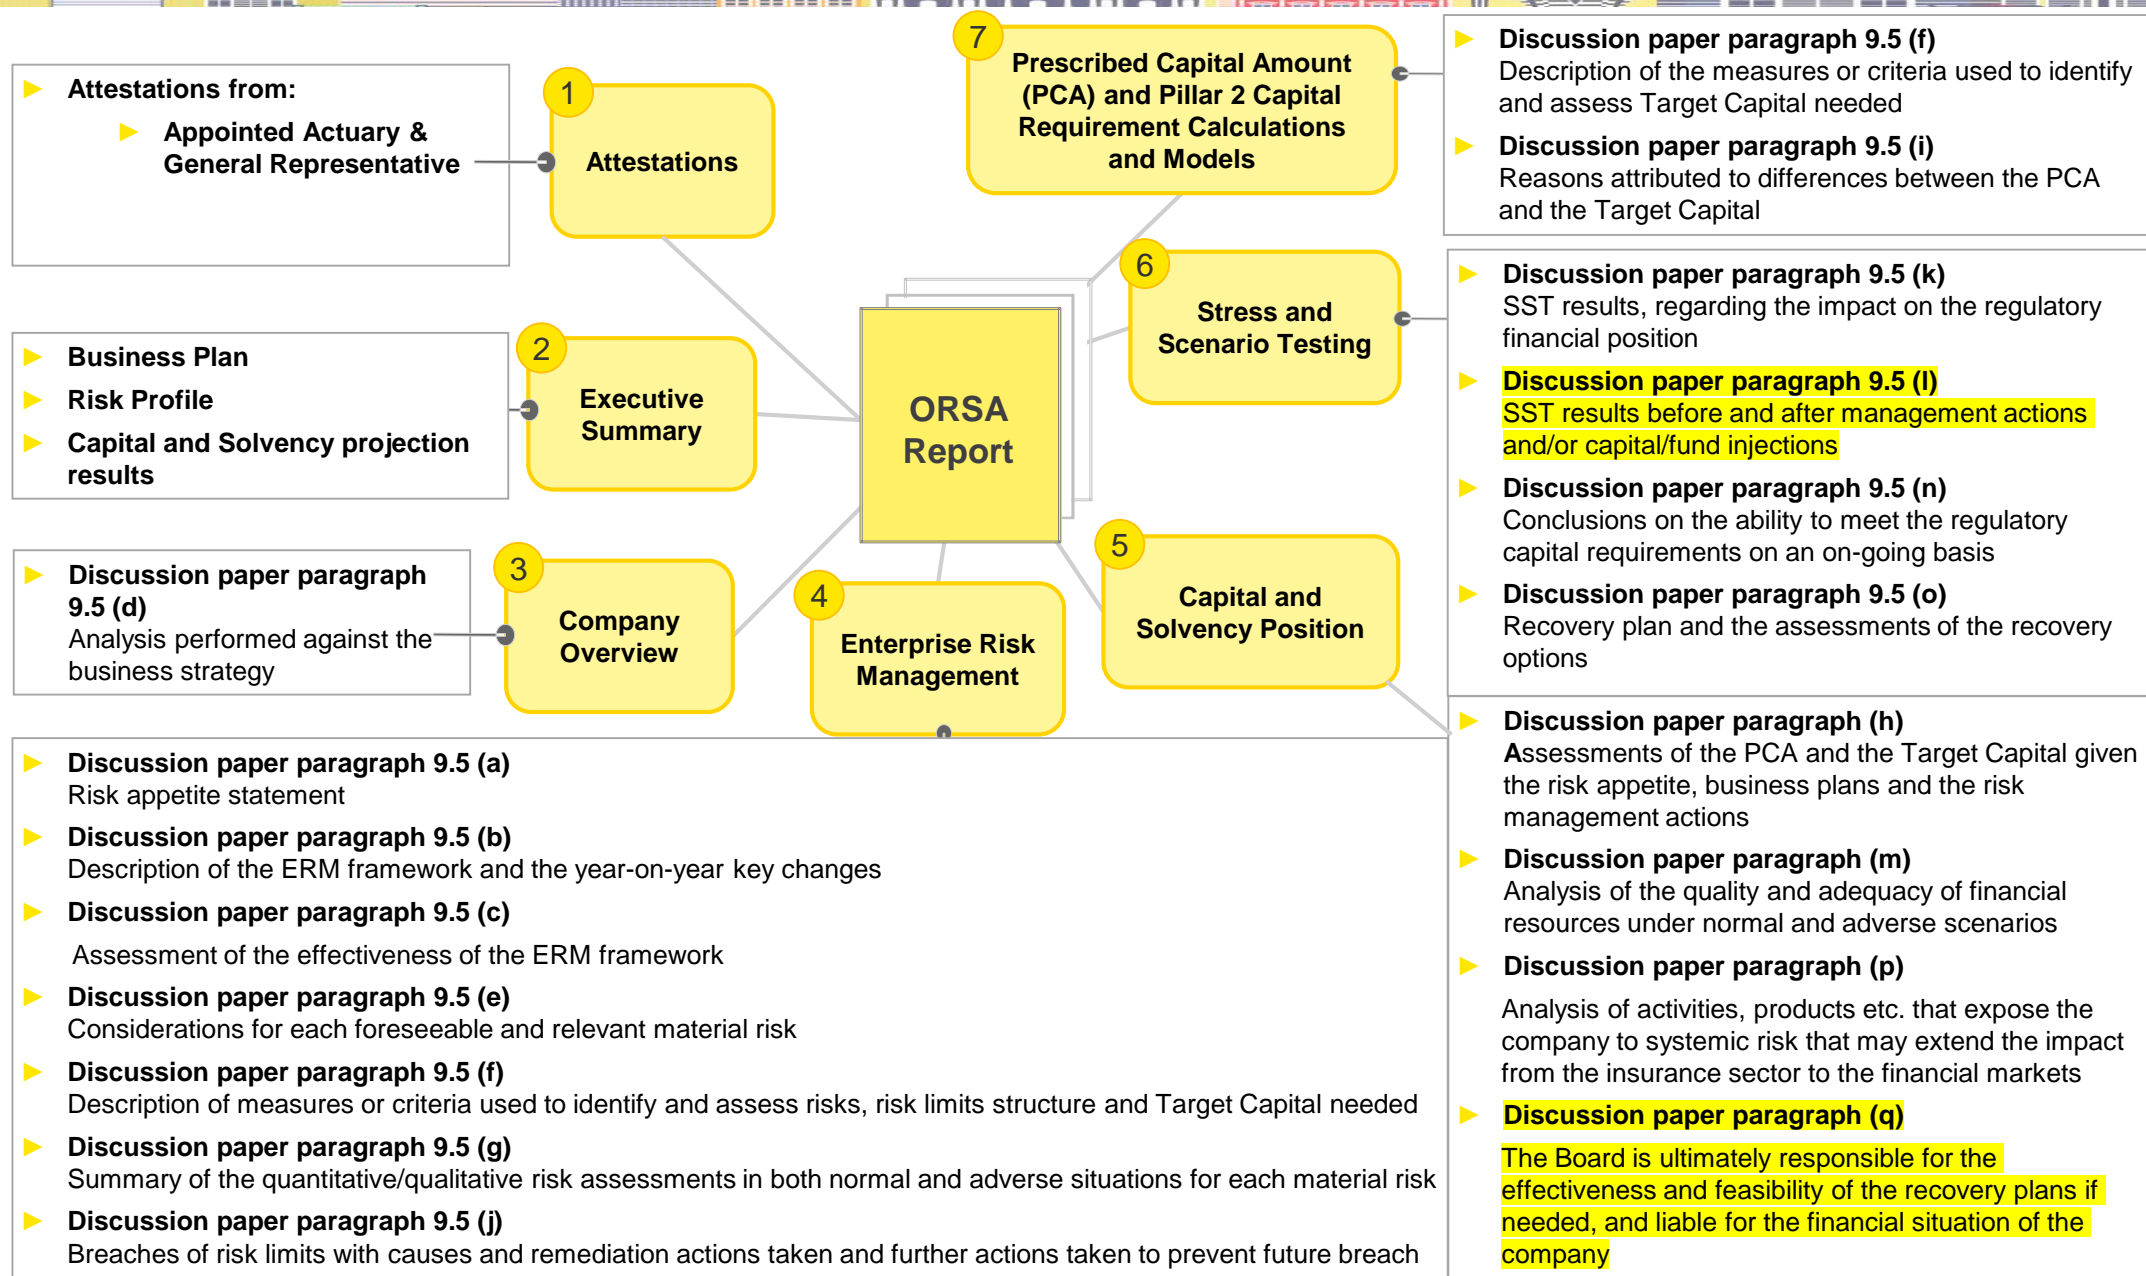 Attestations from:
Appointed Actuary &
General Representative
1
Attestations
Business Plan
Risk Profile
Capital and Solvency projection
results
2
Executive
Summary
Discussion paper paragraph
9.5 (d)
Analysis performed against the
business strategy
3
Company
Overview
ORSA
Report
4
Enterprise Risk
Management
Discussion paper paragraph 9.5 (a)
Risk appetite statement
Discussion paper paragraph 9.5 (b)
Description of the ERM framework and the year-on-year key changes
Discussion paper paragraph 9.5 (c)
Assessment of the effectiveness of the ERM framework
Discussion paper paragraph 9.5 (e)
Considerations for each foreseeable and relevant material risk
Discussion paper paragraph 9.5 (f)
Description of measures or criteria used to identify and assess risks, risk limits structure and Target Capital needed
Discussion paper paragraph 9.5 (g)
Summary of the quantitative/qualitative risk assessments in both normal and adverse situations for each material risk
Discussion paper paragraph 9.5 (j)
Breaches of risk limits with causes and remediation actions taken and further actions taken to prevent future breach
5
Capital and
Solvency Position
Discussion paper paragraph (h)
Assessments of the PCA and the Target Capital given
the risk appetite, business plans and the risk
management actions
Discussion paper paragraph (m)
Analysis of the quality and adequacy of financial
resources under normal and adverse scenarios
Discussion paper paragraph (p)
Analysis of activities, products etc. that expose the
company to systemic risk that may extend the impact
from the insurance sector to the financial markets
Discussion paper paragraph (q)
The Board is ultimately responsible for the
effectiveness and feasibility of the recovery plans if
needed, and liable for the financial situation of the
company
6
Stress and
Scenario Testing
Discussion paper paragraph 9.5 (k)
SST results, regarding the impact on the regulatory
financial position
Discussion paper paragraph 9.5 (l)
SST results before and after management actions
and/or capital/fund injections
Discussion paper paragraph 9.5 (n)
Conclusions on the ability to meet the regulatory
capital requirements on an on-going basis
Discussion paper paragraph 9.5 (o)
Recovery plan and the assessments of the recovery
options
7
Prescribed Capital Amount
(PCA) and Pillar 2 Capital
Requirement Calculations
and Models
Discussion paper paragraph 9.5 (f)
Description of the measures or criteria used to identify
and assess Target Capital needed
Discussion paper paragraph 9.5 (i)
Reasons attributed to differences between the PCA
and the Target Capital